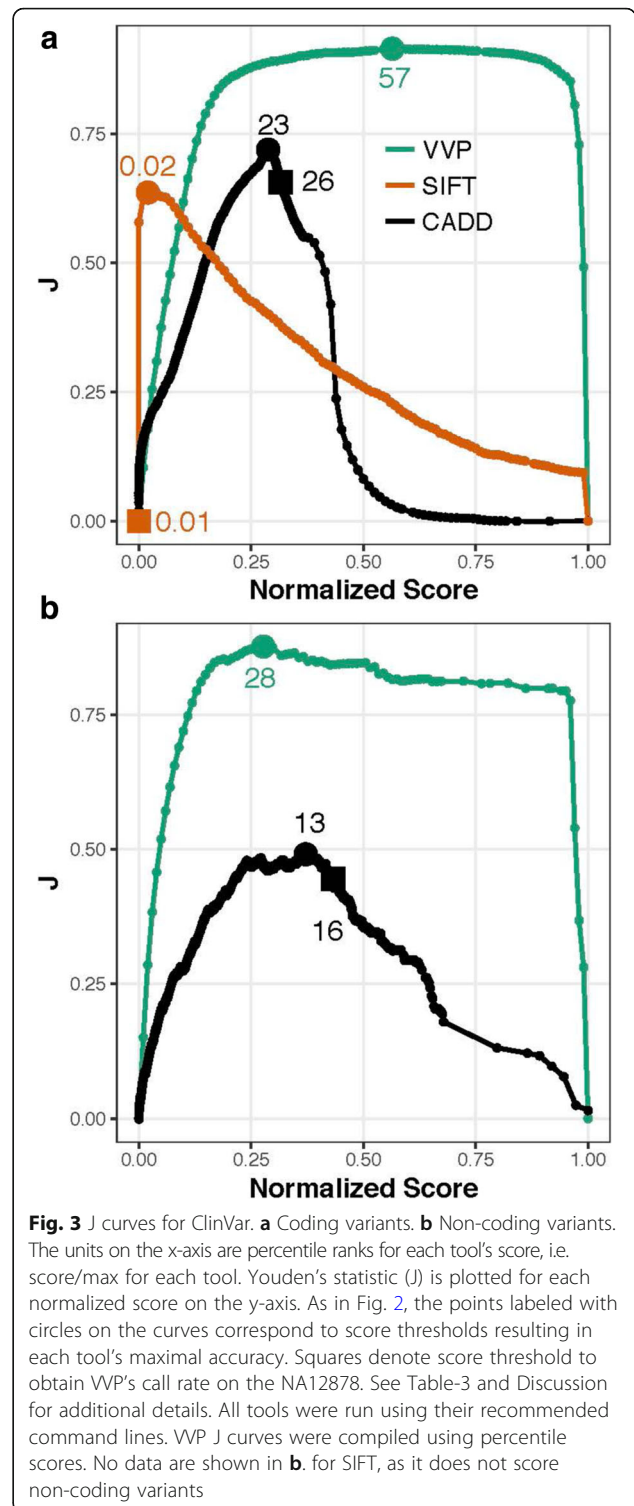 a
57
23
0.02
26
VVP
SIFT
CADD
0.75
0.50
0.25
0.00
J
0.01
0.00 0.25 0.50 0.75 1.00
Normalized Score
b
28
13
16
0.75
0.50
0.25
0.00
J
0.00 0.25 0.50 0.75 1.00
Normalized Score
Fig. 3 J curves for ClinVar. a Coding variants. b Non-coding variants.
The units on the x-axis are percentile ranks for each tool's score, i.e.
score/max for each tool. Youden's statistic (J) is plotted for each
normalized score on the y-axis. As in Fig. 2, the points labeled with
circles on the curves correspond to score thresholds resulting in
each tool's maximal accuracy. Squares denote score threshold to
obtain VVP's call rate on the NA12878. See Table-3 and Discussion
for additional details. All tools were run using their recommended
command lines. VVP J curves were compiled using percentile
scores. No data are shown in b. for SIFT, as it does not score
non-coding variants